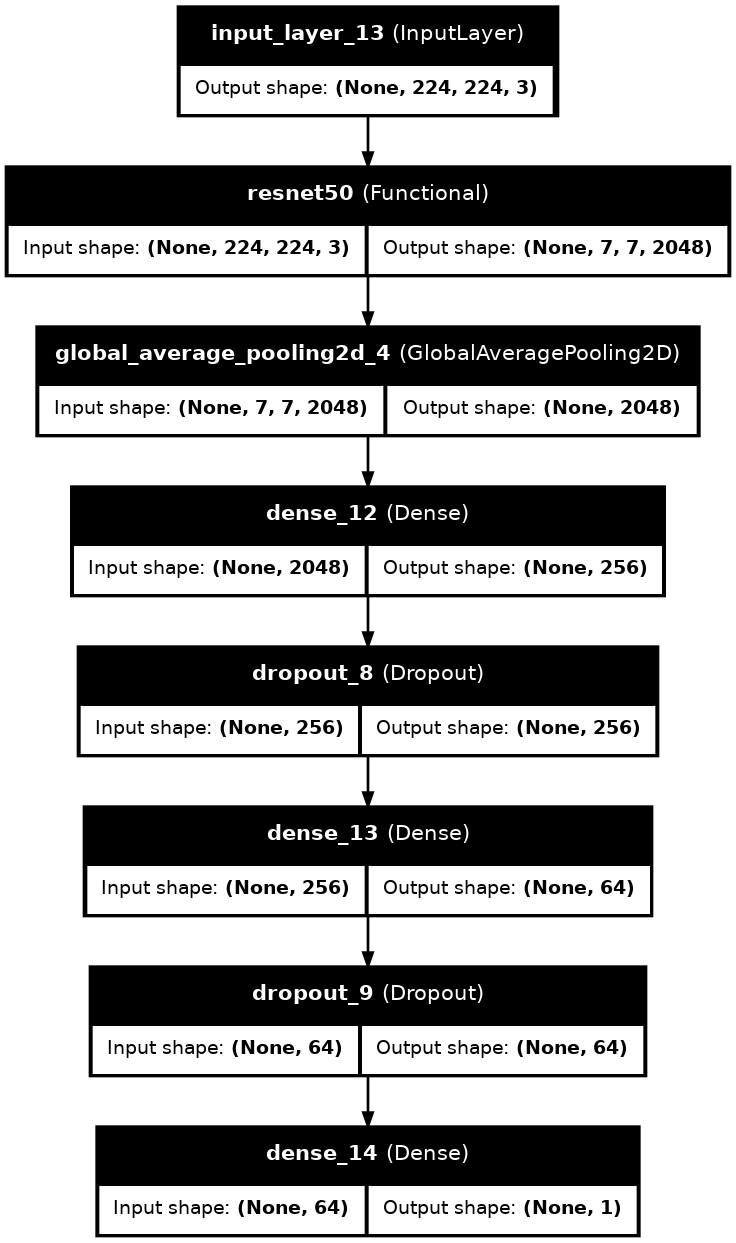 input_layer_13 (InputLayer)
Output shape: (None, 224, 224, 3)
resnet50 (Functional)
Input shape: (None, 224, 224, 3) Output shape: (None, 7, 7, 2048)
global_average_pooling2d_4 (GlobalAveragePooling2D)
Input shape: (None, 7, 7, 2048) Output shape: (None, 2048)
dense_12 (Dense)
Input shape: (None, 2048) Output shape: (None, 256)
dropout_8 (Dropout)
Input shape: (None, 256) Output shape: (None, 256)
dense_13 (Dense)
Input shape: (None, 256) Output shape: (None, 64)
dropout_9 (Dropout)
Input shape: (None, 64) Output shape: (None, 64)
dense_14 (Dense)
Input shape: (None, 64) Output shape: (None, 1)